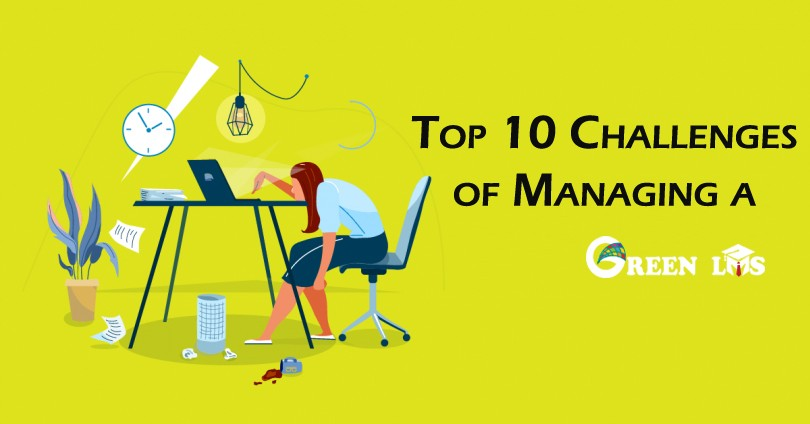 Top 10 Challenges
of Managing a
Green LMS